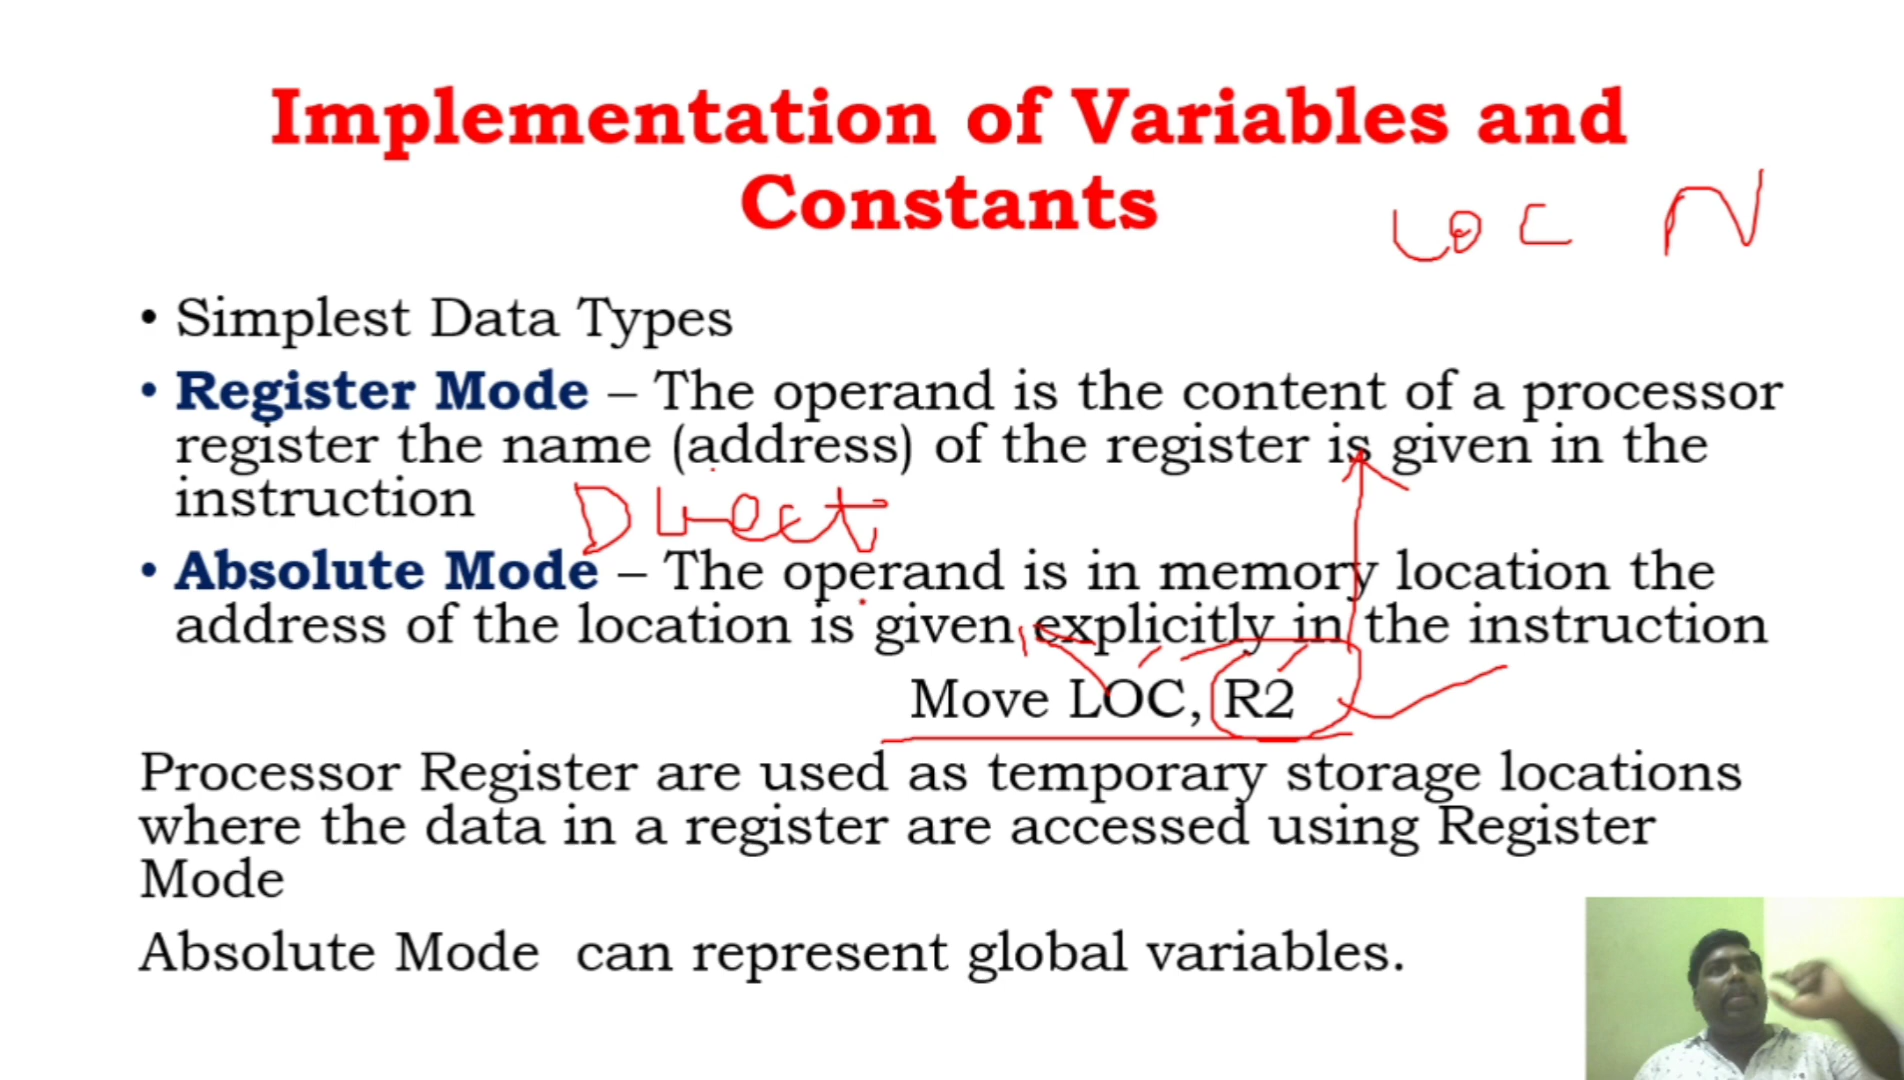 Implementation of Variables and
Constants
LOC N
• Simplest Data Types
• Register Mode – The operand is the content of a processor
register the name (address) of the register is given in the
instruction
Direct
• Absolute Mode – The operand is in memory location the
address of the location is given explicitly in the instruction
Move LOC, R2
Processor Register are used as temporary storage locations
where the data in a register are accessed using Register
Mode
Absolute Mode can represent global variables.